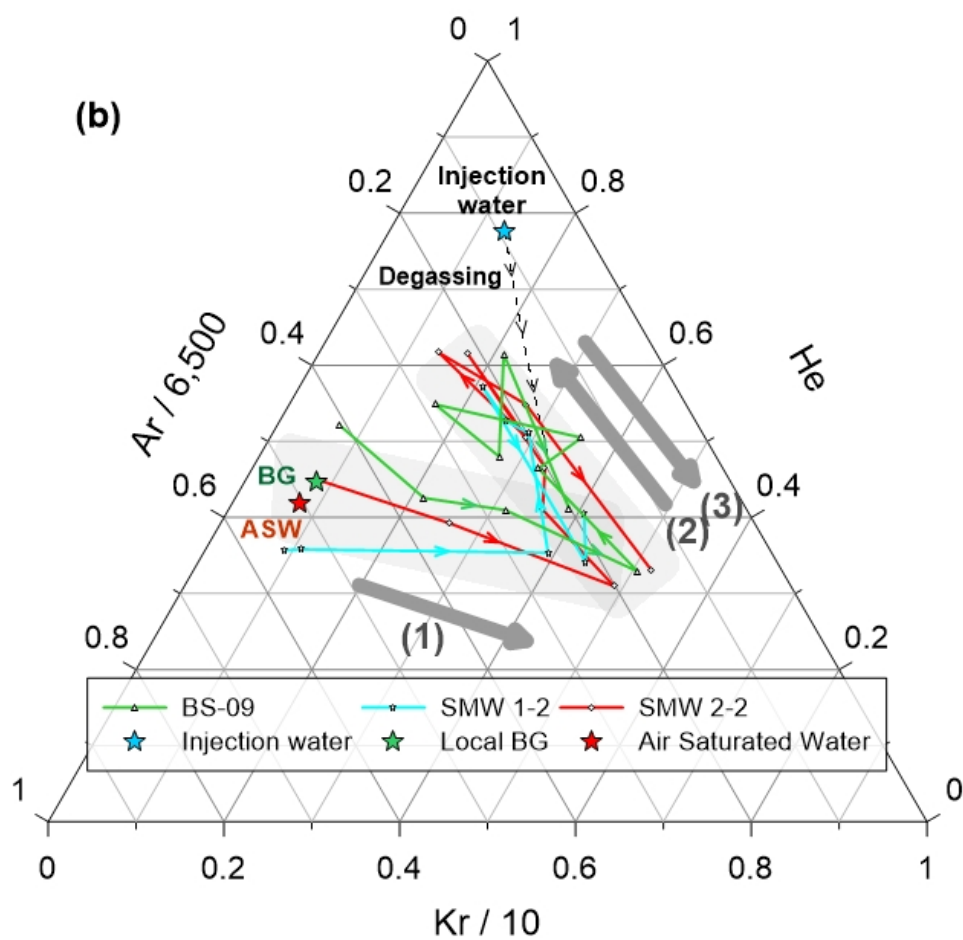 (b)
0 1
0.2
0.8
Injection
water
Degassing
0.4
0.6
Ar / 6,500
He
BG
0.6
0.4
ASW
(2)
(3)
(1)
0.8
0.2
BS-09
SMW 1-2
SMW 2-2
Injection water
Local BG
Air Saturated Water
1
0
0
0.2
0.4
0.6
0.8
1
Kr / 10